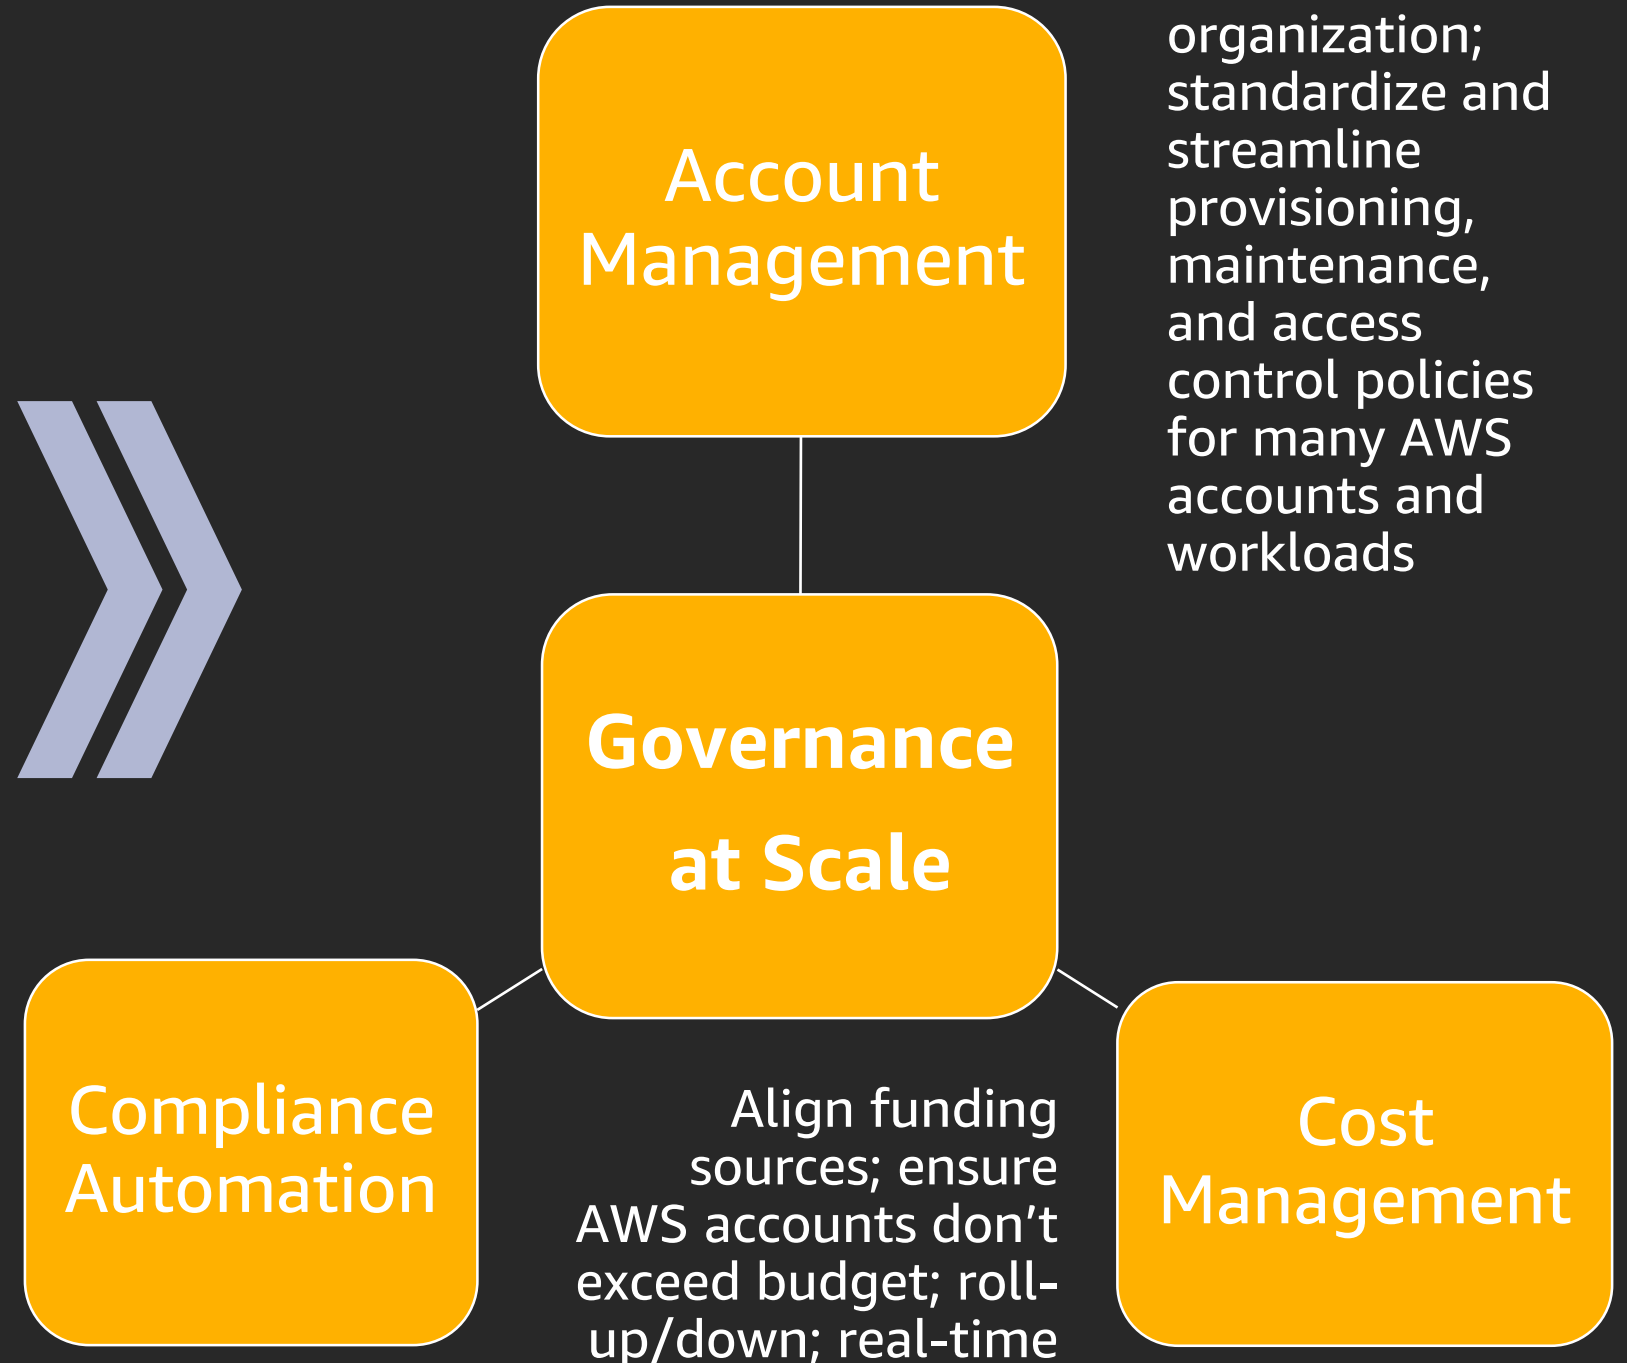 organization;
standardize and
streamline
provisioning,
maintenance,
and access
control policies
for many AWS
accounts and
workloads
Account
Management
Governance
at Scale
Compliance
Automation
Align funding
sources; ensure
AWS accounts don’t
exceed budget; roll-
up/down; real-time
Cost
Management